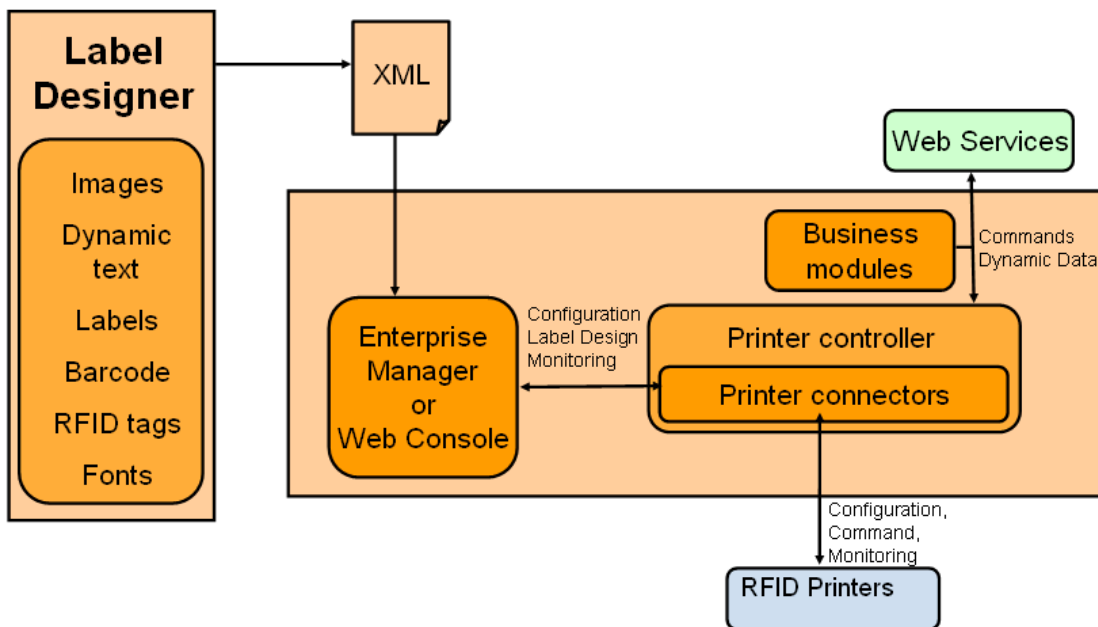 Label
Designer
Images
Dynamic
text
Labels
Barcode
RFID tags
Fonts
XML
Web Services
Business
modules
Commands
Dynamic Data
Enterprise
Manager
or
Web Console
Configuration
Label Design
Monitoring
Printer controller
Printer connectors
Configuration,
Command,
Monitoring
RFID Printers